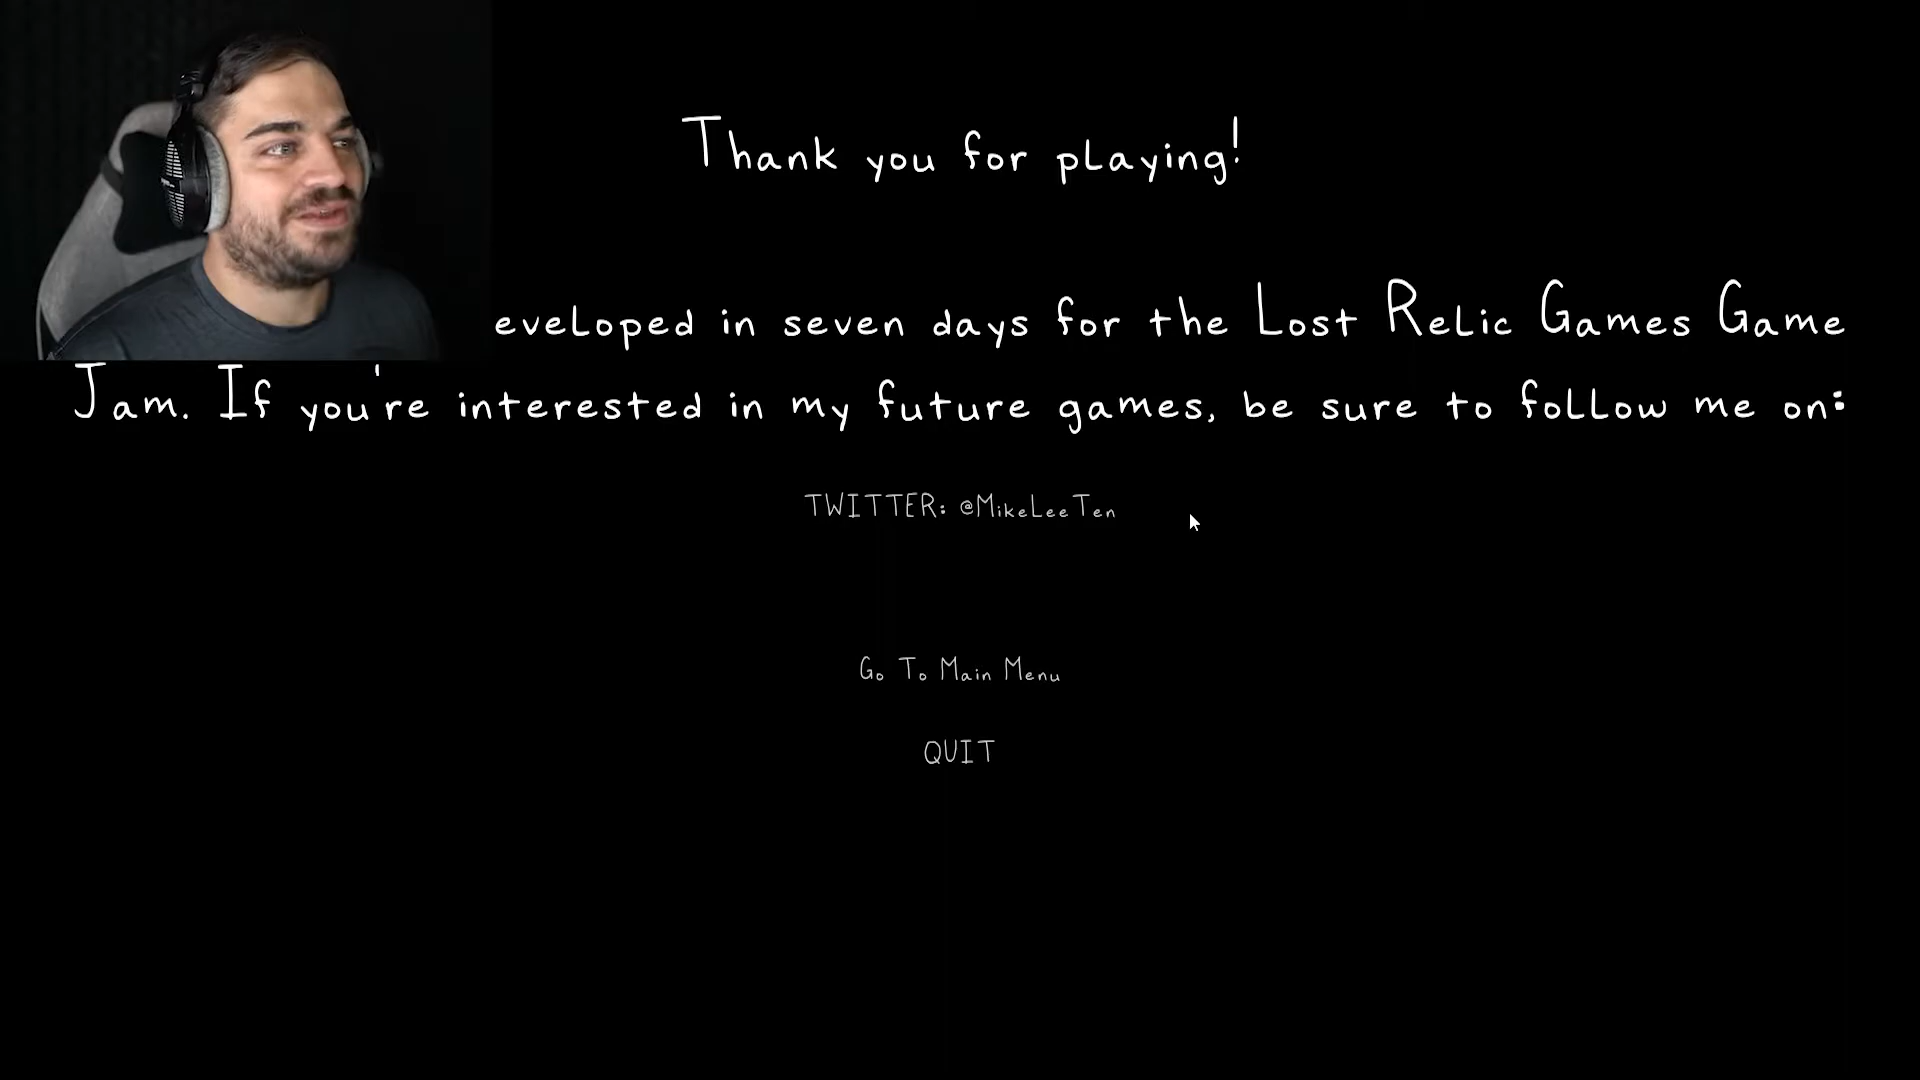 Thank you for playing!
eveloped in seven days for the Lost Relic Games Game
Jam. If you're interested in my future games, be sure to follow me on:
TWITTER: @MikeLeeTen
Go To Main Menu
QUIT